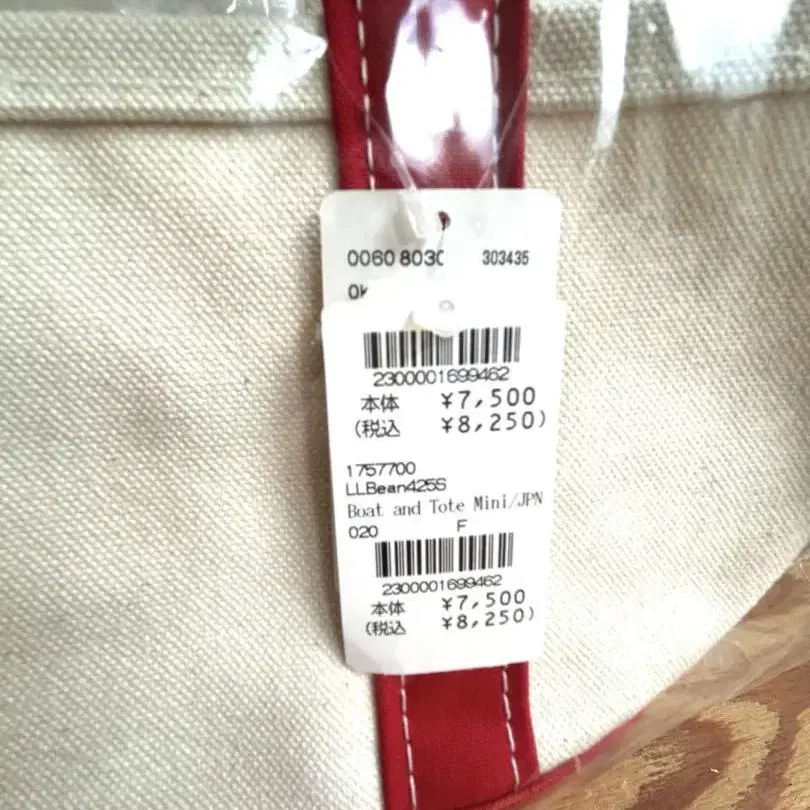 0060 8030 303435
2300001699462
本体 ¥7,500
(税込 ¥8,250)
1757700
LLBean425S
Boat and Tote Mini/JPN
020 F
2300001699462
本体 ¥7,500
(税込 ¥8,250)